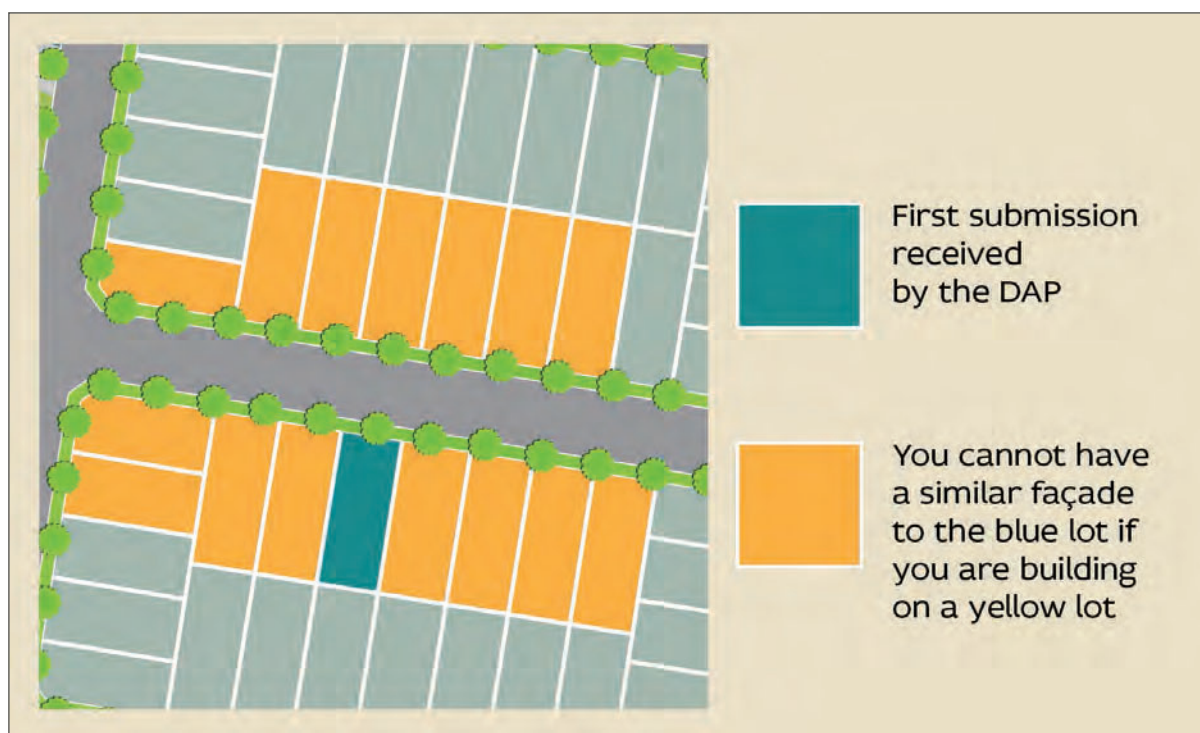 First submission
received
by the DAP
You cannot have
a similar façade
to the blue lot if
you are building
on a yellow lot